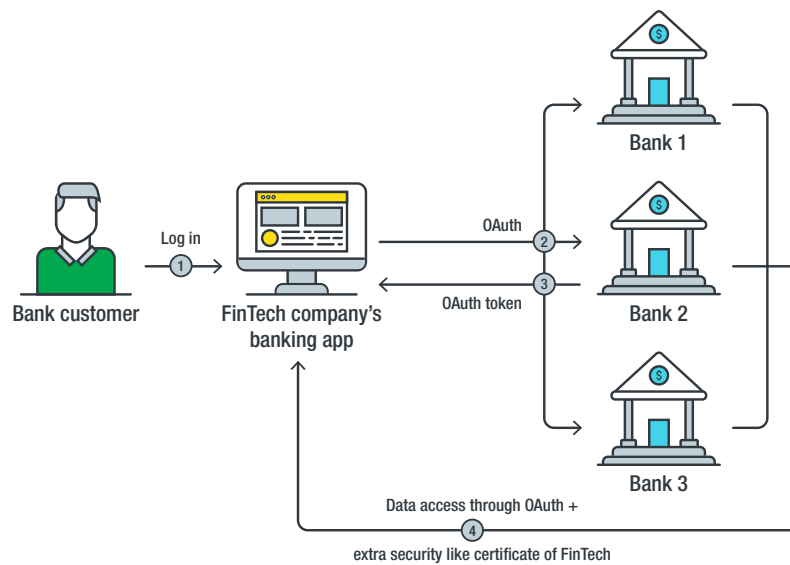 $
Bank 1
Log in
1
Bank customer
FinTech company's
banking app
OAuth
2
3
OAuth token
$
Bank 2
$
Bank 3
Data access through OAuth +
4
extra security like certificate of FinTech